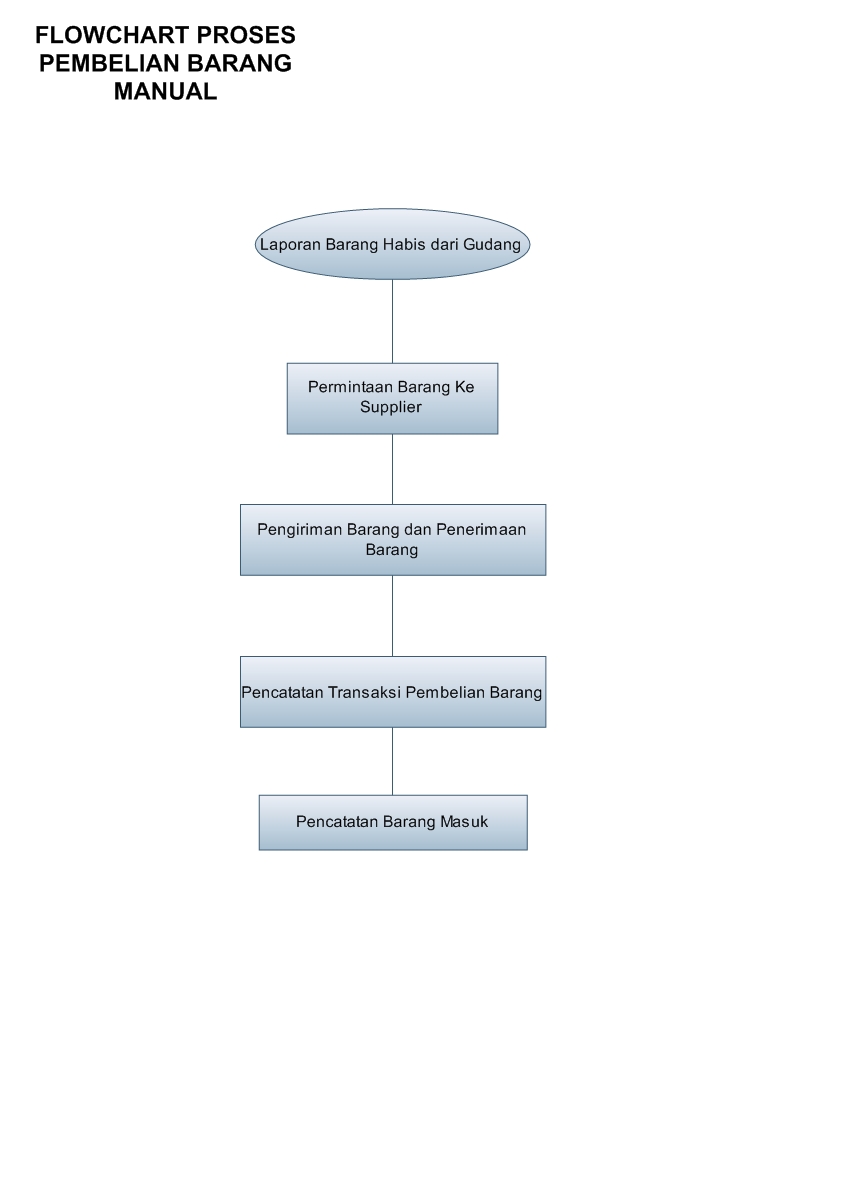 FLOWCHART PROSES
PEMBELIAN BARANG
MANUAL
Laporan Barang Habis dari Gudang
Permintaan Barang Ke
Supplier
Pengiriman Barang dan Penerimaan
Barang
Pencatatan Transaksi Pembelian Barang
Pencatatan Barang Masuk